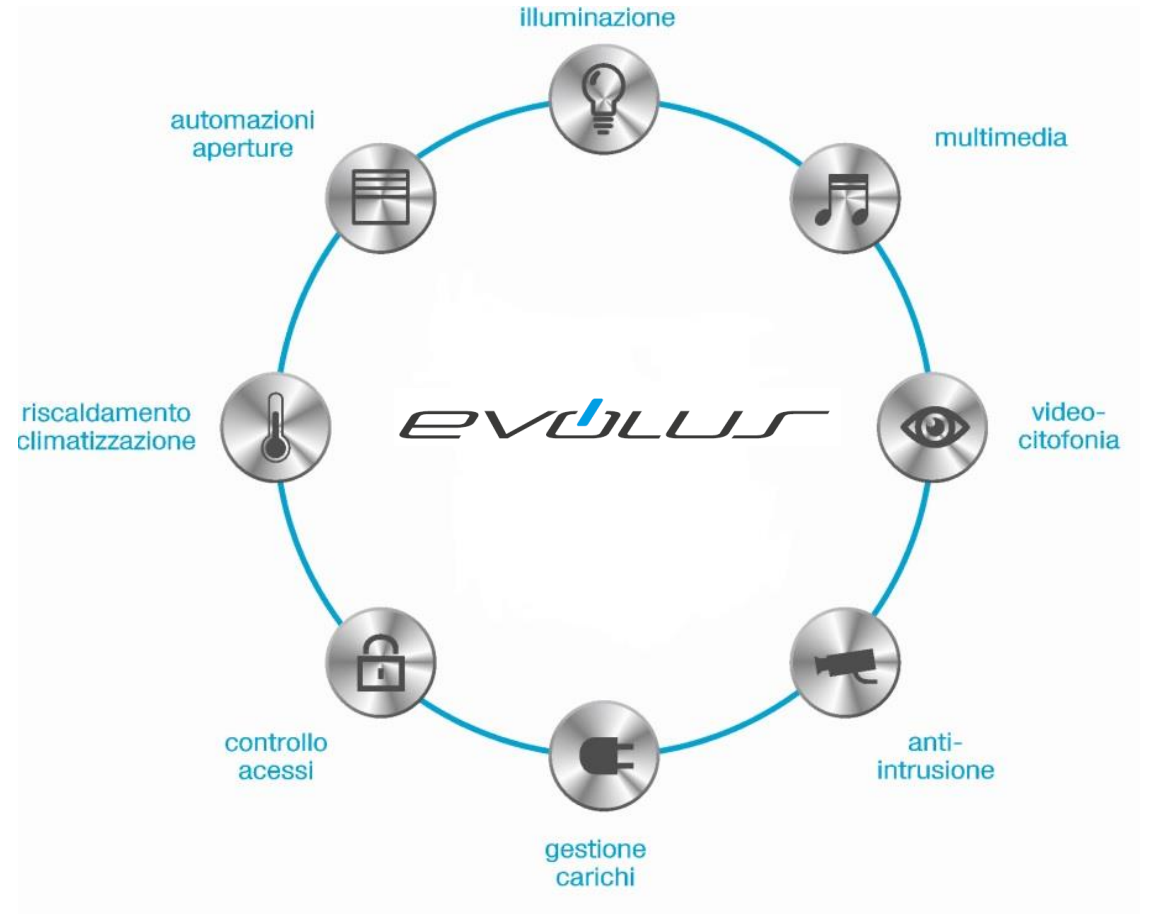 illuminazione
automazioni
aperture
multimedia
riscaldamento
climatizzazione
evolus
video-
citofonia
controllo
acessi
anti-
intrusione
gestione
carichi